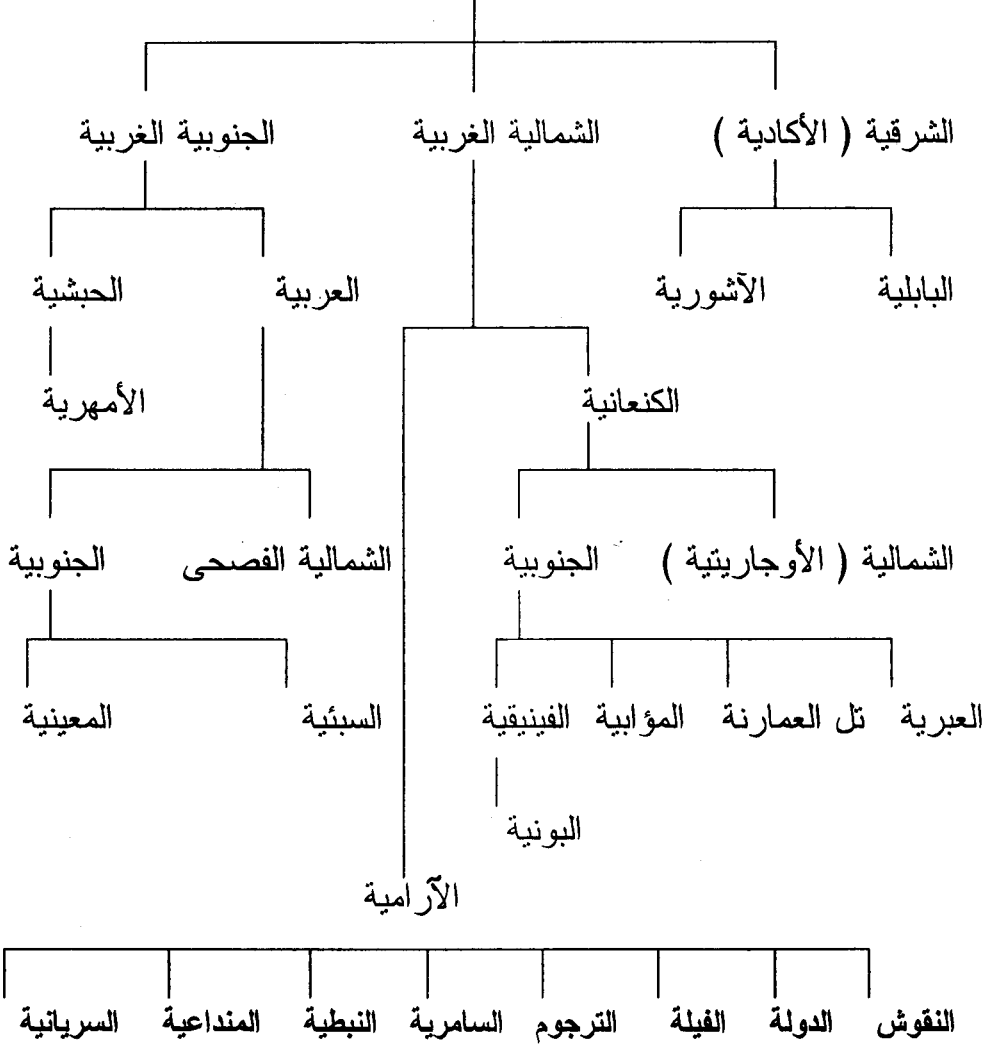 الشرقية ( الأكادية ) الشمالية الغربية الجنوبية الغربية
البابلية الآشورية العربية الحبشية
الكنعانية الأمهرية
الشمالية ( الأوجاريتية ) الجنوبية الشمالية الفصحى الجنوبية
العبرية تل العمارنة المؤابية الفينيقية السبئية المعينية
البونية
الآرامية
النقوش الدولة الفيلة الترجوم السامرية النبطية المنداعية السريانية